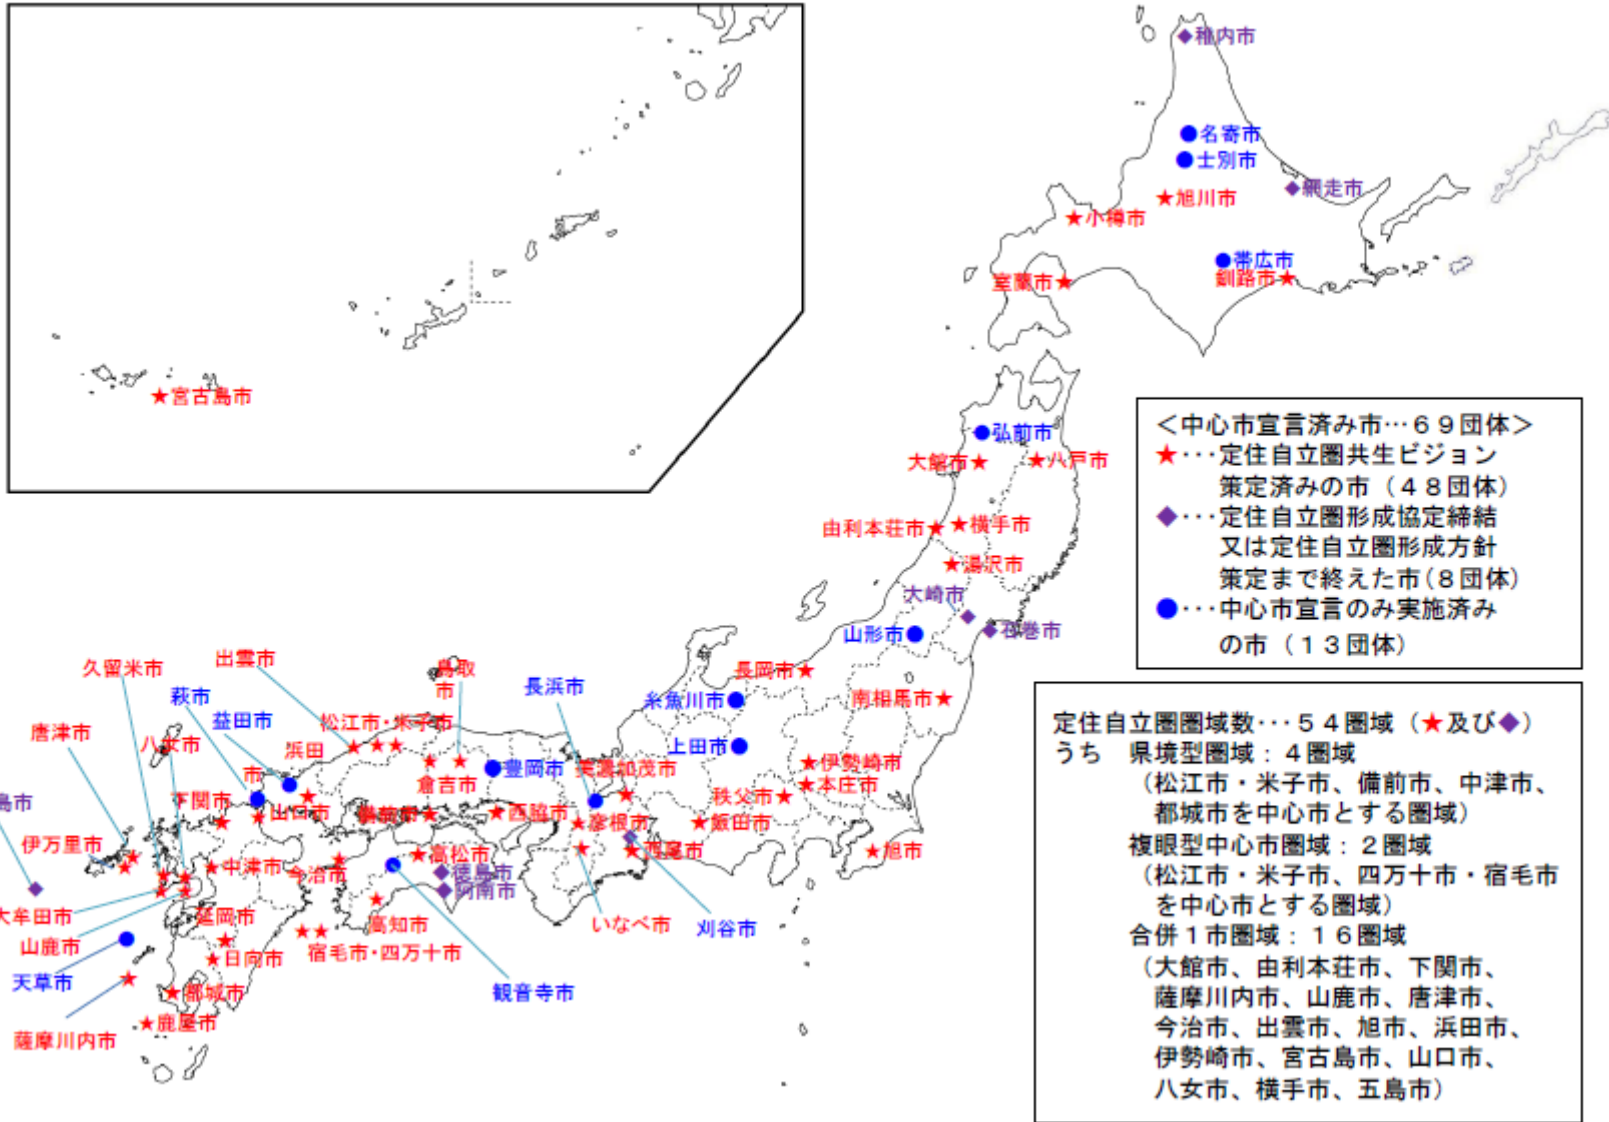 稚内市
名寄市
士別市
網走市
旭川市
小樽市
帯広市
釧路市
室蘭市
宮古島市
弘前市
大館市
八戸市
由利本荘市
横手市
湯沢市
大崎市
石巻市
山形市
長岡市
南相馬市
糸魚川市
上田市
伊勢崎市
本庄市
秩父市
飯田市
旭市
＜中心市宣言済み市…６９団体＞
★･･･定住自立圏共生ビジョン
策定済みの市（４８団体）
◆･･･定住自立圏形成協定締結
又は定住自立圏形成方針
策定まで終えた市（８団体）
●･･･中心市宣言のみ実施済み
の市（１３団体）
定住自立圏圏域数･･･５４圏域（★及び◆）
うち　県境型圏域：４圏域
（松江市・米子市、備前市、中津市、
都城市を中心市とする圏域）
複眼型中心市圏域：２圏域
（松江市・米子市、四万十市・宿毛市
を中心市とする圏域）
合併１市圏域：１６圏域
（大館市、由利本荘市、下関市、
薩摩川内市、山鹿市、唐津市、
今治市、出雲市、旭市、浜田市、
伊勢崎市、宮古島市、山口市、
八女市、横手市、五島市）
久留米市
出雲市
鳥取
市
長浜市
萩市
益田市
松江市・米子市
唐津市
八女市
浜田
市
豊岡市
美濃加茂市
倉吉市
島市
下関市
山口市
備前市
西脇市
彦根市
伊万里市
中津市
今治市
高松市
西尾市
徳島市
阿南市
大牟田市
延岡市
高知市
いなべ市
刈谷市
山鹿市
日向市
宿毛市・四万十市
天草市
都城市
観音寺市
鹿屋市
薩摩川内市